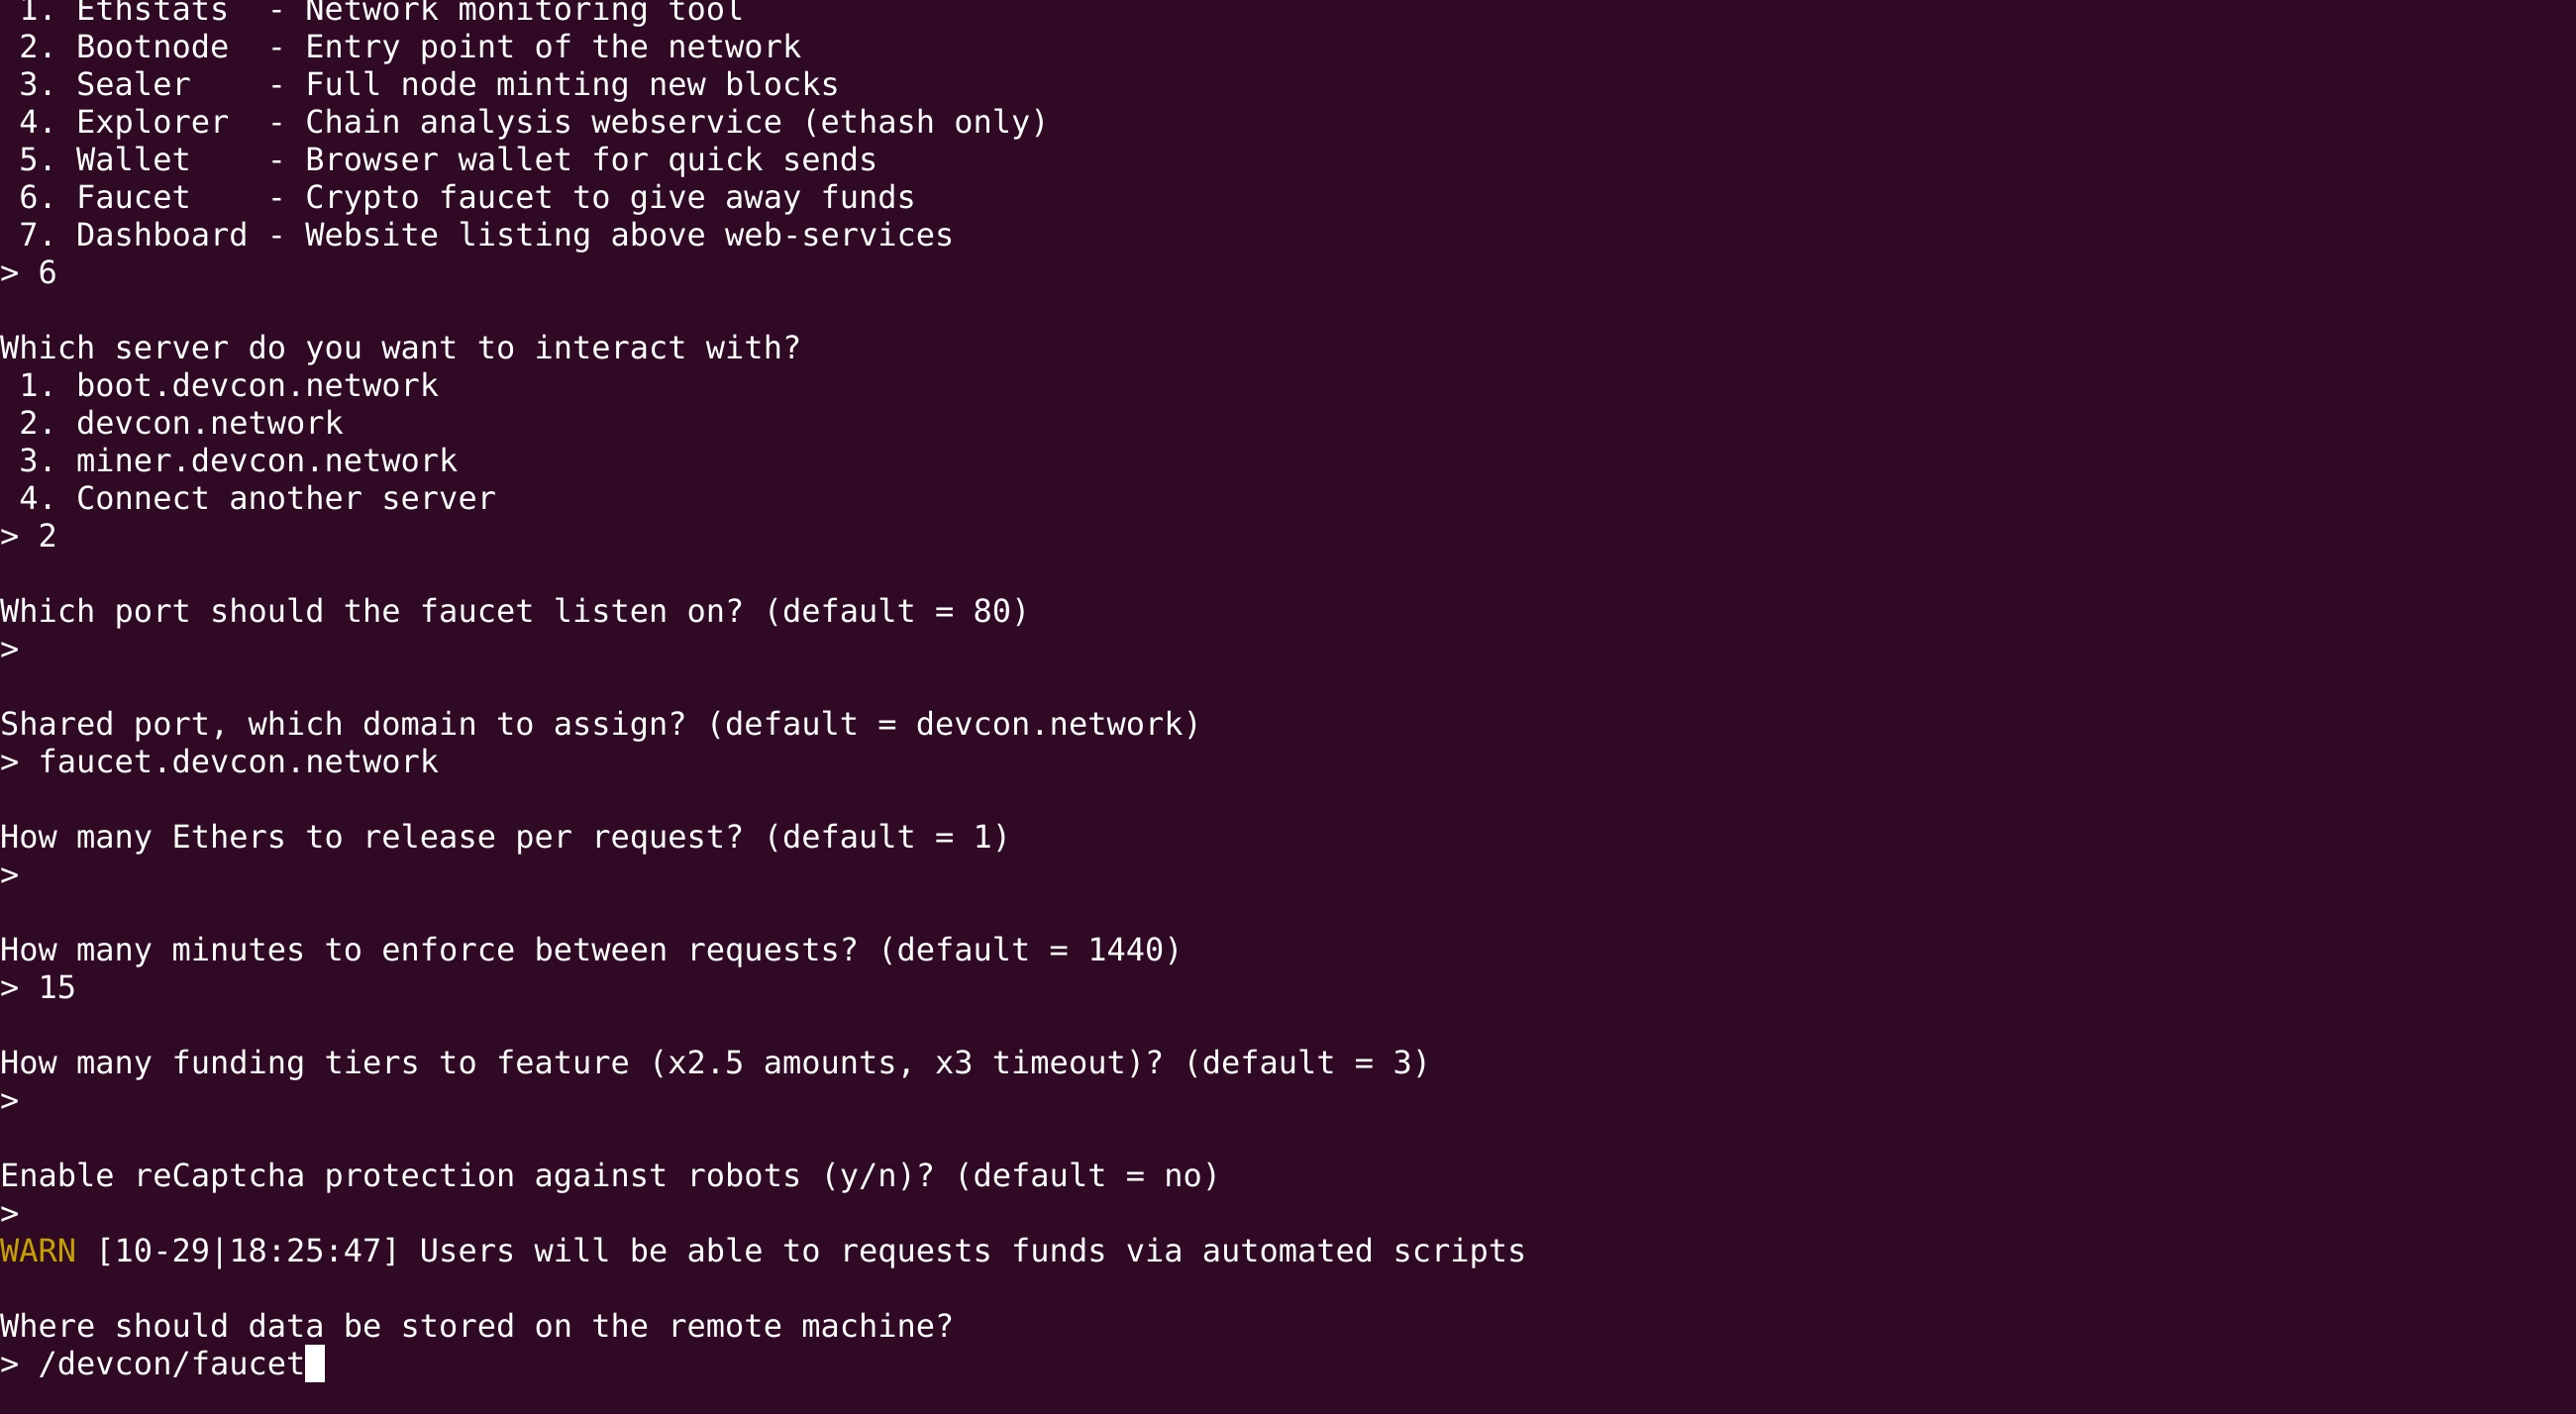 1. Ethstats  - Network monitoring tool
2. Bootnode  - Entry point of the network
3. Sealer    - Full node minting new blocks
4. Explorer  - Chain analysis webservice (ethash only)
5. Wallet    - Browser wallet for quick sends
6. Faucet    - Crypto faucet to give away funds
7. Dashboard - Website listing above web-services
> 6
Which server do you want to interact with?
1. boot.devcon.network
2. devcon.network
3. miner.devcon.network
4. Connect another server
> 2
Which port should the faucet listen on? (default = 80)
>
Shared port, which domain to assign? (default = devcon.network)
> faucet.devcon.network
How many Ethers to release per request? (default = 1)
>
How many minutes to enforce between requests? (default = 1440)
> 15
How many funding tiers to feature (x2.5 amounts, x3 timeout)? (default = 3)
>
Enable reCaptcha protection against robots (y/n)? (default = no)
>
WARN [10-29|18:25:47] Users will be able to requests funds via automated scripts
Where should data be stored on the remote machine?
> /devcon/faucet